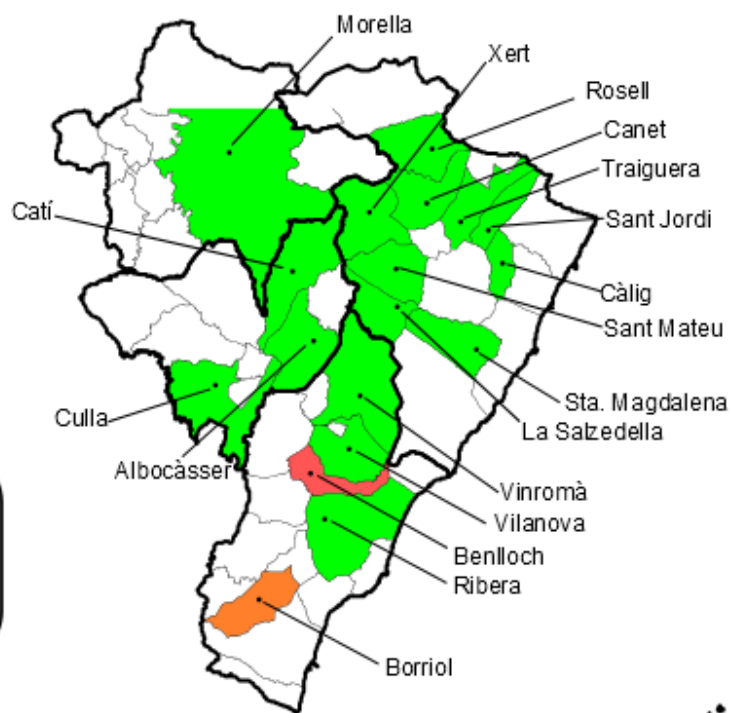 Morella
Xert
Rosell
Canet
Traiguera
Catí
Sant Jordi
Càlig
Sant Mateu
Sta. Magdalena
Culla
La Salzedella
Albocàsser
Vinromà
Vilanova
Benlloch
Ribera
Borriol